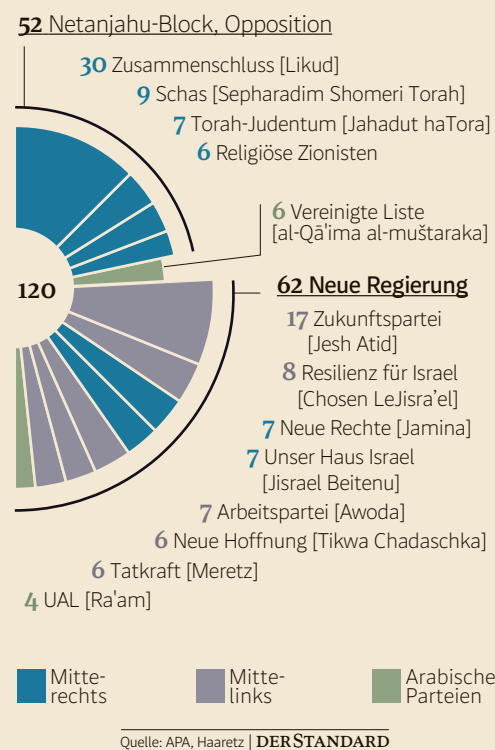 52 Netanjahu-Block, Opposition
30 Zusammenschluss [Likud]
9 Schas [Sepharadim Shomeri Torah]
7 Torah-Judentum [Jahadut haTora]
6 Religiöse Zionisten
6 Vereinigte Liste
[al-Qā'ima al-muštaraka]
120
62 Neue Regierung
17 Zukunftspartei
[Jesh Atid]
8 Resilienz für Israel
[Chosen LeJisra'el]
7 Neue Rechte [Jamina]
7 Unser Haus Israel
[Jisrael Beitenu]
7 Arbeitspartei [Awoda]
6 Neue Hoffnung [Tikwa Chadaschka]
6 Tatkraft [Meretz]
4 UAL [Ra'am]
Mitte-
rechts
Mitte-
links
Arabische
Parteien
Quelle: APA, Haaretz | DER STANDARD